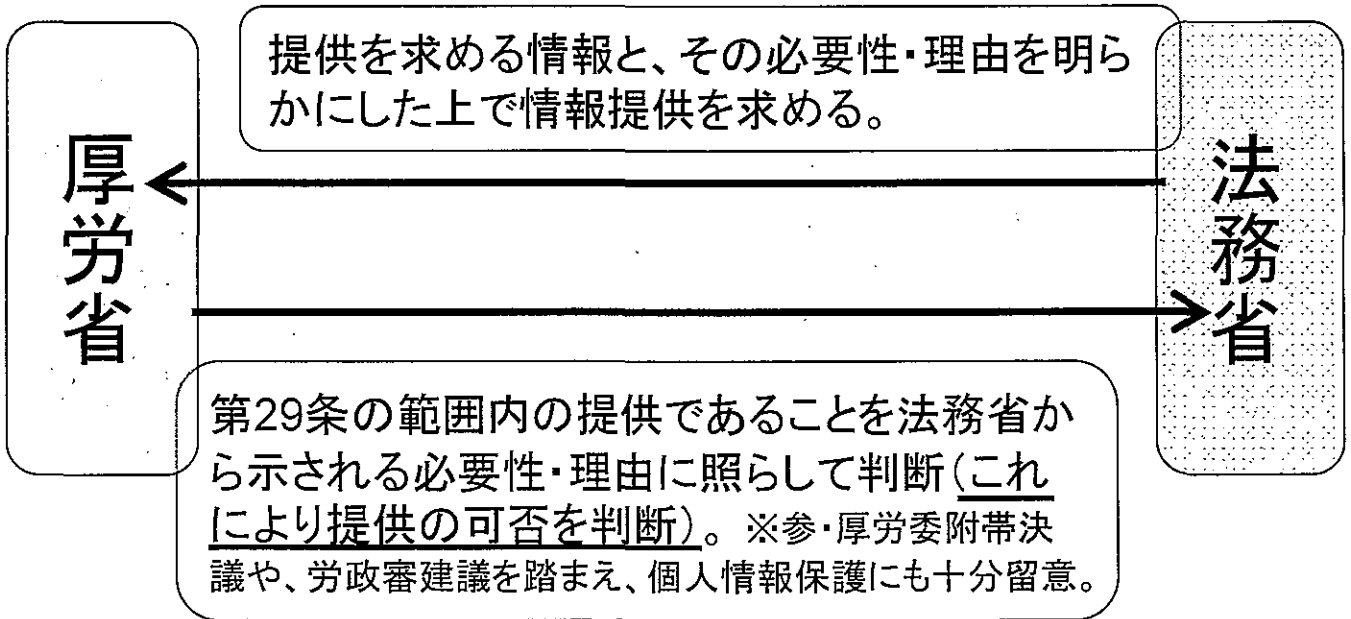 提供を求める情報と、その必要性・理由を明ら
かにした上で情報提供を求める。
厚労省
法務省
第29条の範囲内の提供であることを法務省か
ら示される必要性・理由に照らして判断(これ
により提供の可否を判断)。※参・厚労委附帯決
議や、労政審建議を踏まえ、個人情報保護にも十分留意。